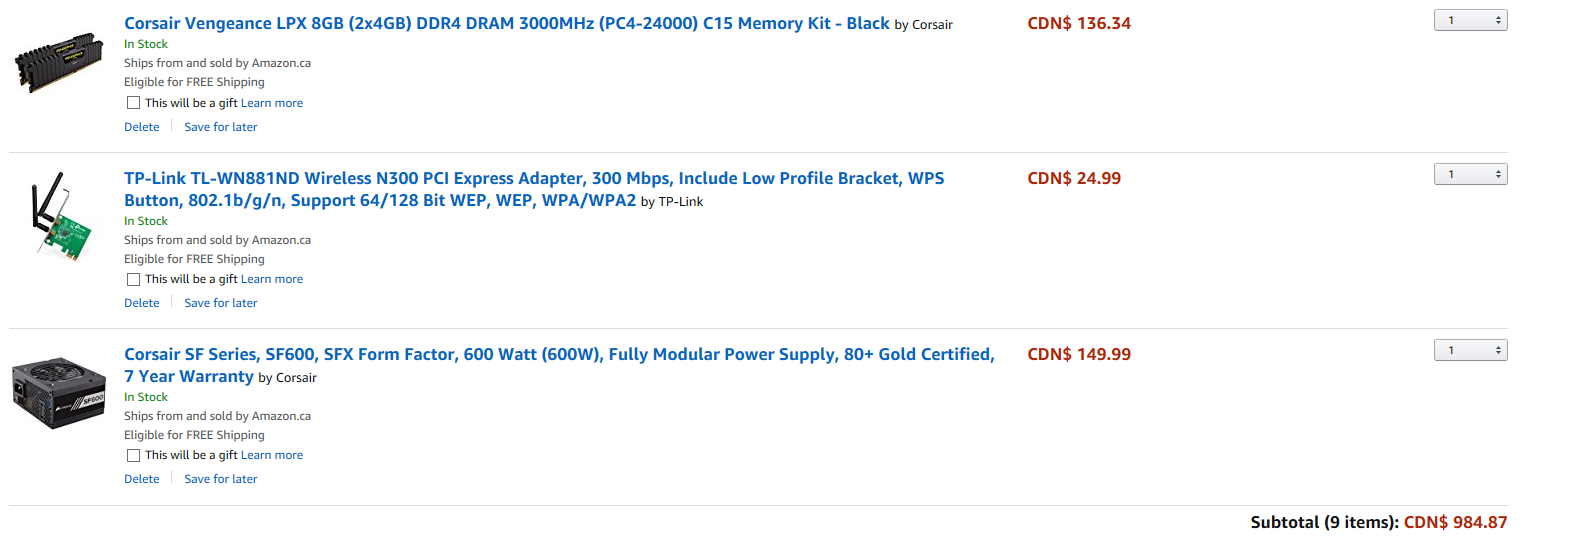 Corsair Vengeance LPX 8GB (2x4GB) DDR4 DRAM 3000MHz (PC4-24000) C15 Memory Kit - Black by Corsair
CDN$ 136.34
1
In Stock
Ships from and sold by Amazon.ca
Eligible for FREE Shipping
This will be a gift Learn more
Delete Save for later
TP-Link TL-WN881ND Wireless N300 PCI Express Adapter, 300 Mbps, Include Low Profile Bracket, WPS
Button, 802.1b/g/n, Support 64/128 Bit WEP, WEP, WPA/WPA2 by TP-Link
CDN$ 24.99
1
In Stock
Ships from and sold by Amazon.ca
Eligible for FREE Shipping
This will be a gift Learn more
Delete Save for later
SF600
Corsair SF Series, SF600, SFX Form Factor, 600 Watt (600W), Fully Modular Power Supply, 80+ Gold Certified,
7 Year Warranty by Corsair
CDN$ 149.99
1
In Stock
Ships from and sold by Amazon.ca
Eligible for FREE Shipping
This will be a gift Learn more
Delete Save for later
Subtotal (9 items): CDN$ 984.87